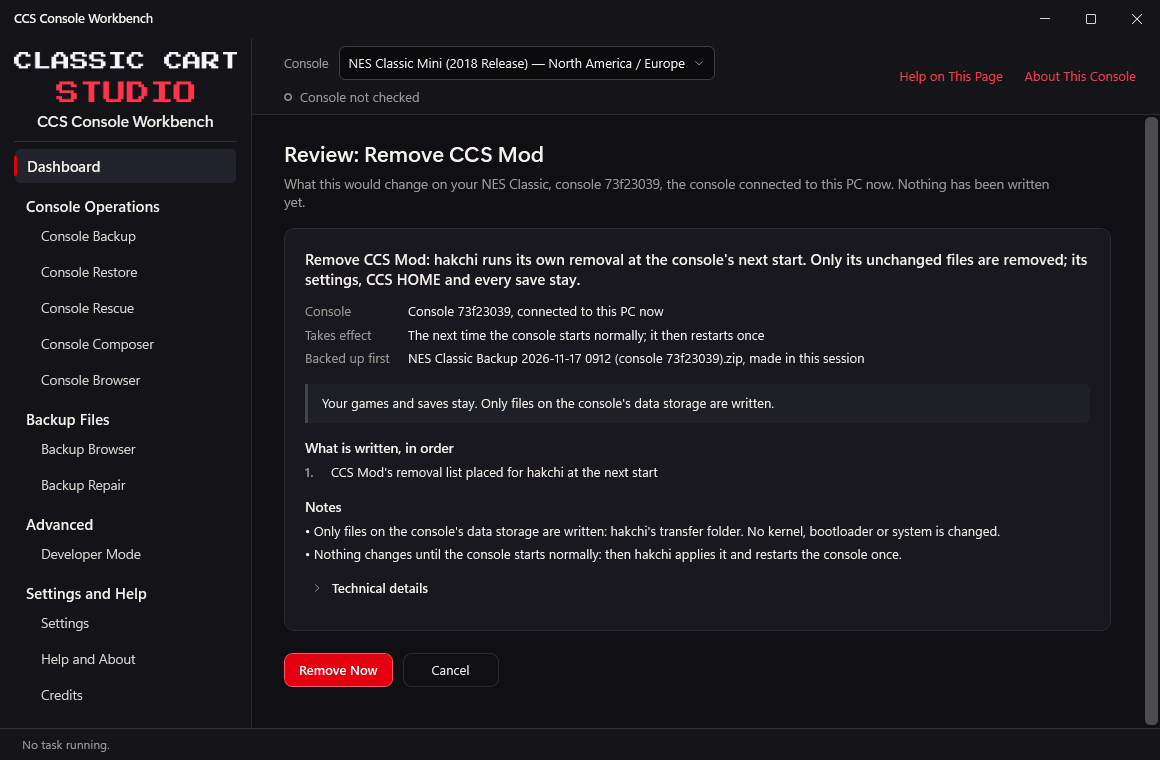 CCS Console Workbench
CLASSIC CART
STUDIO
CCS Console Workbench
Dashboard
Console Operations
Console Backup
Console Restore
Console Rescue
Console Composer
Console Browser
Backup Files
Backup Browser
Backup Repair
Advanced
Developer Mode
Settings and Help
Settings
Help and About
Credits
Console
NES Classic Mini (2018 Release) — North America / Europe
Console not checked
Help on This Page
About This Console
Review: Remove CCS Mod
What this would change on your NES Classic, console 73f23039, the console connected to this PC now. Nothing has been written
yet.
Remove CCS Mod: hakchi runs its own removal at the console's next start. Only its unchanged files are removed; its
settings, CCS HOME and every save stay.
Console Console 73f23039, connected to this PC now
Takes effect The next time the console starts normally; it then restarts once
Backed up first NES Classic Backup 2026-11-17 0912 (console 73f23039).zip, made in this session
Your games and saves stay. Only files on the console's data storage are written.
What is written, in order
1. CCS Mod's removal list placed for hakchi at the next start
Notes
• Only files on the console's data storage are written: hakchi's transfer folder. No kernel, bootloader or system is changed.
• Nothing changes until the console starts normally: then hakchi applies it and restarts the console once.
Technical details
Remove Now
Cancel
No task running.